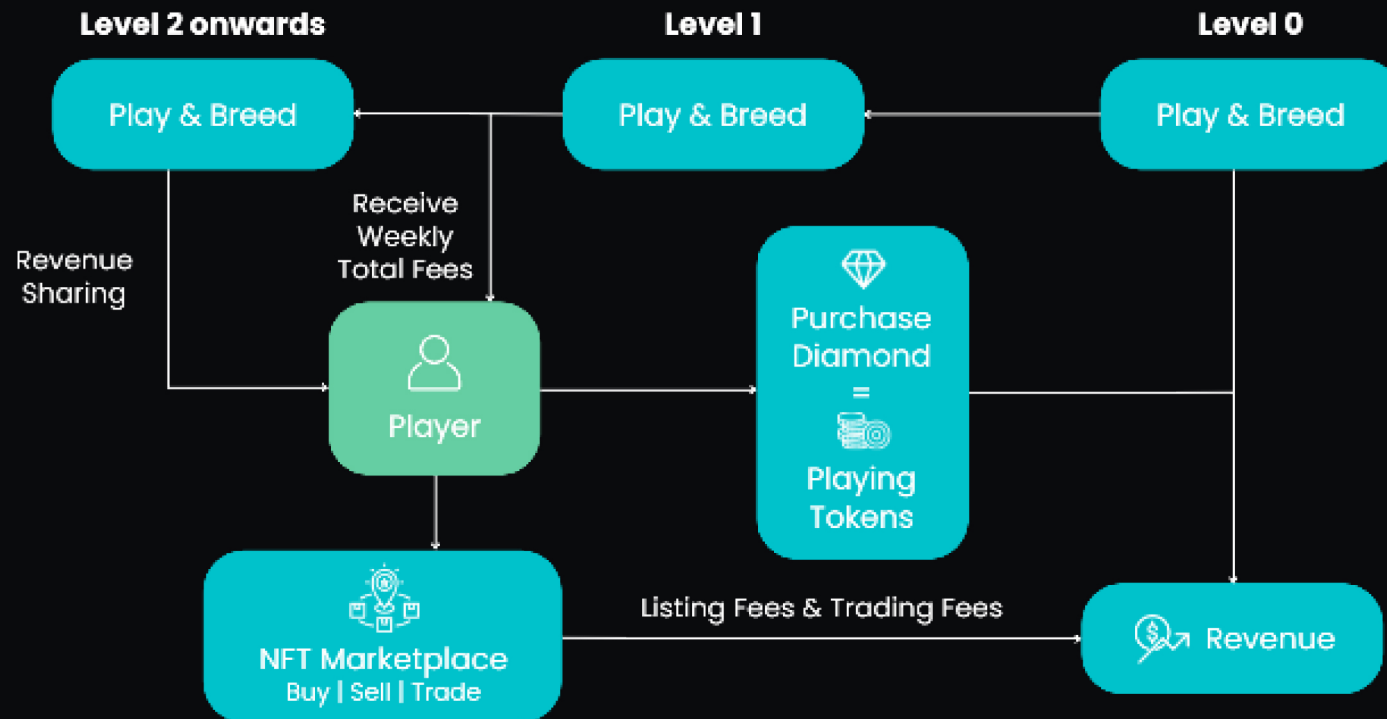 Level 2 onwards
Level 1
Level 0
Play & Breed
Play & Breed
Play & Breed
Receive
Weekly
Total Fees
Revenue
Sharing
Purchase
Diamond
=
Playing
Tokens
Player
Listing Fees & Trading Fees
NFT Marketplace
Buy | Sell | Trade
$
Revenue